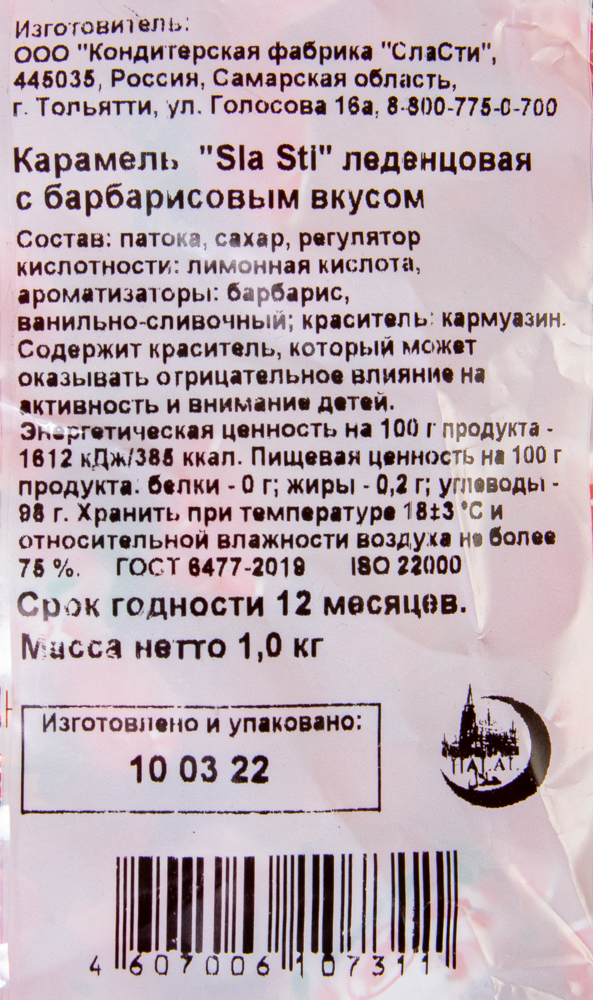 Изготовитель:
ООО "Кондитерская фабрика "СлаСти",
445035, Россия, Самарская область,
г. Тольятти, ул. Голосова 16а, 8-800-775-0-700
Карамель "Sla Sti" леденцовая
с барбарисовым вкусом
Состав: патока, сахар, регулятор
кислотности: лимонная кислота,
ароматизаторы: барбарис,
ванильно-сливочный; краситель: кармуазин.
Содержит краситель, который может
оказывать отрицательное влияние на
активность и внимание детей.
Энергетическая ценность на 100 г продукта -
1612 кДж/385 ккал. Пищевая ценность на 100 г
продукта: белки - 0 г; жиры - 0,2 г; углеводы -
98 г. Хранить при температуре 18±3 °С и
относительной влажности воздуха не более
75 %. ГОСТ 6477-2019 ISO 22000
Срок годности 12 месяцев.
Масса нетто 1,0 кг
Изготовлено и упаковано:
10 03 22
HALAL
حلال
4 607006 107311